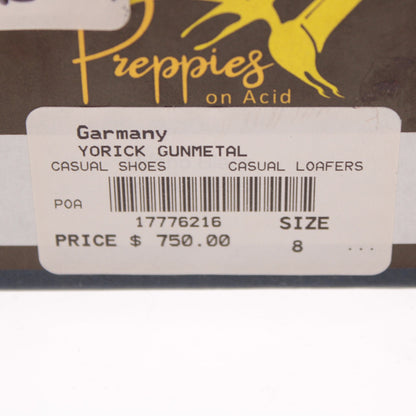 Preppies
on Acid
Garmany
YORICK GUNMETAL
CASUAL SHOES CASUAL LOAFERS
POA
17776216 SIZE
PRICE $ 750.00 8 ...